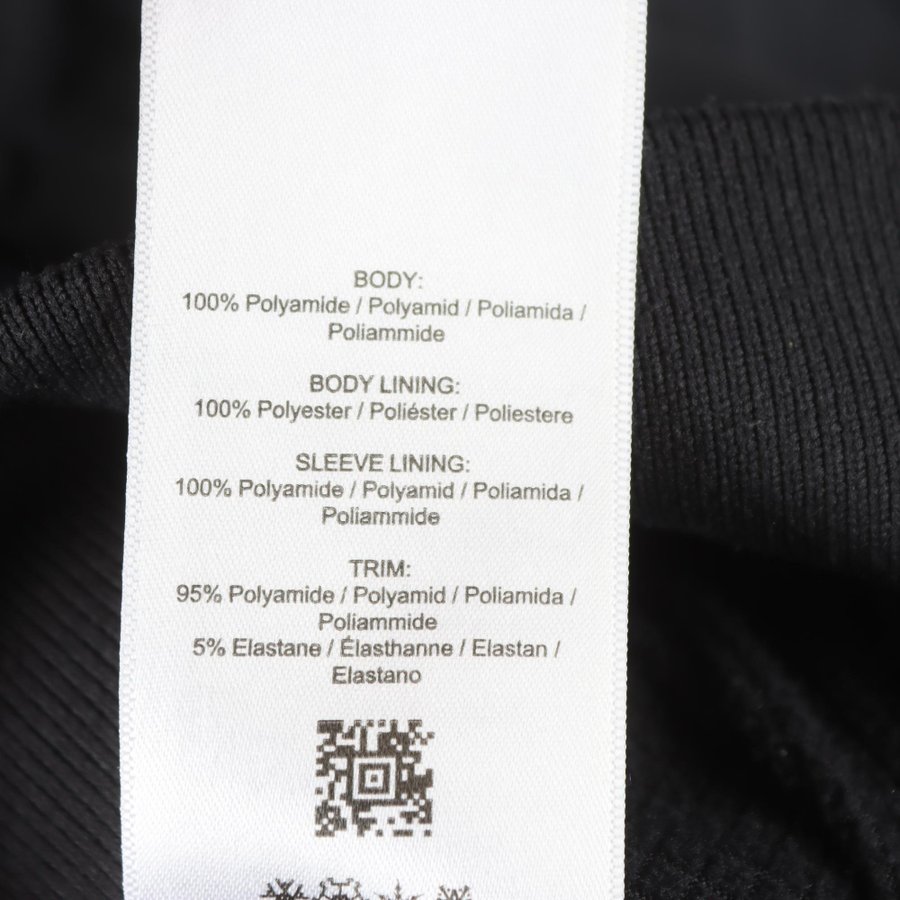 BODY:
100% Polyamide / Polyamid / Poliamida /
Poliammide
BODY LINING:
100% Polyester / Poliéster / Poliestere
SLEEVE LINING:
100% Polyamide / Polyamid / Poliamida /
Poliammide
TRIM:
95% Polyamide / Polyamid / Poliamida /
Poliammide
5% Elastane / Élasthanne / Elastan /
Elastano